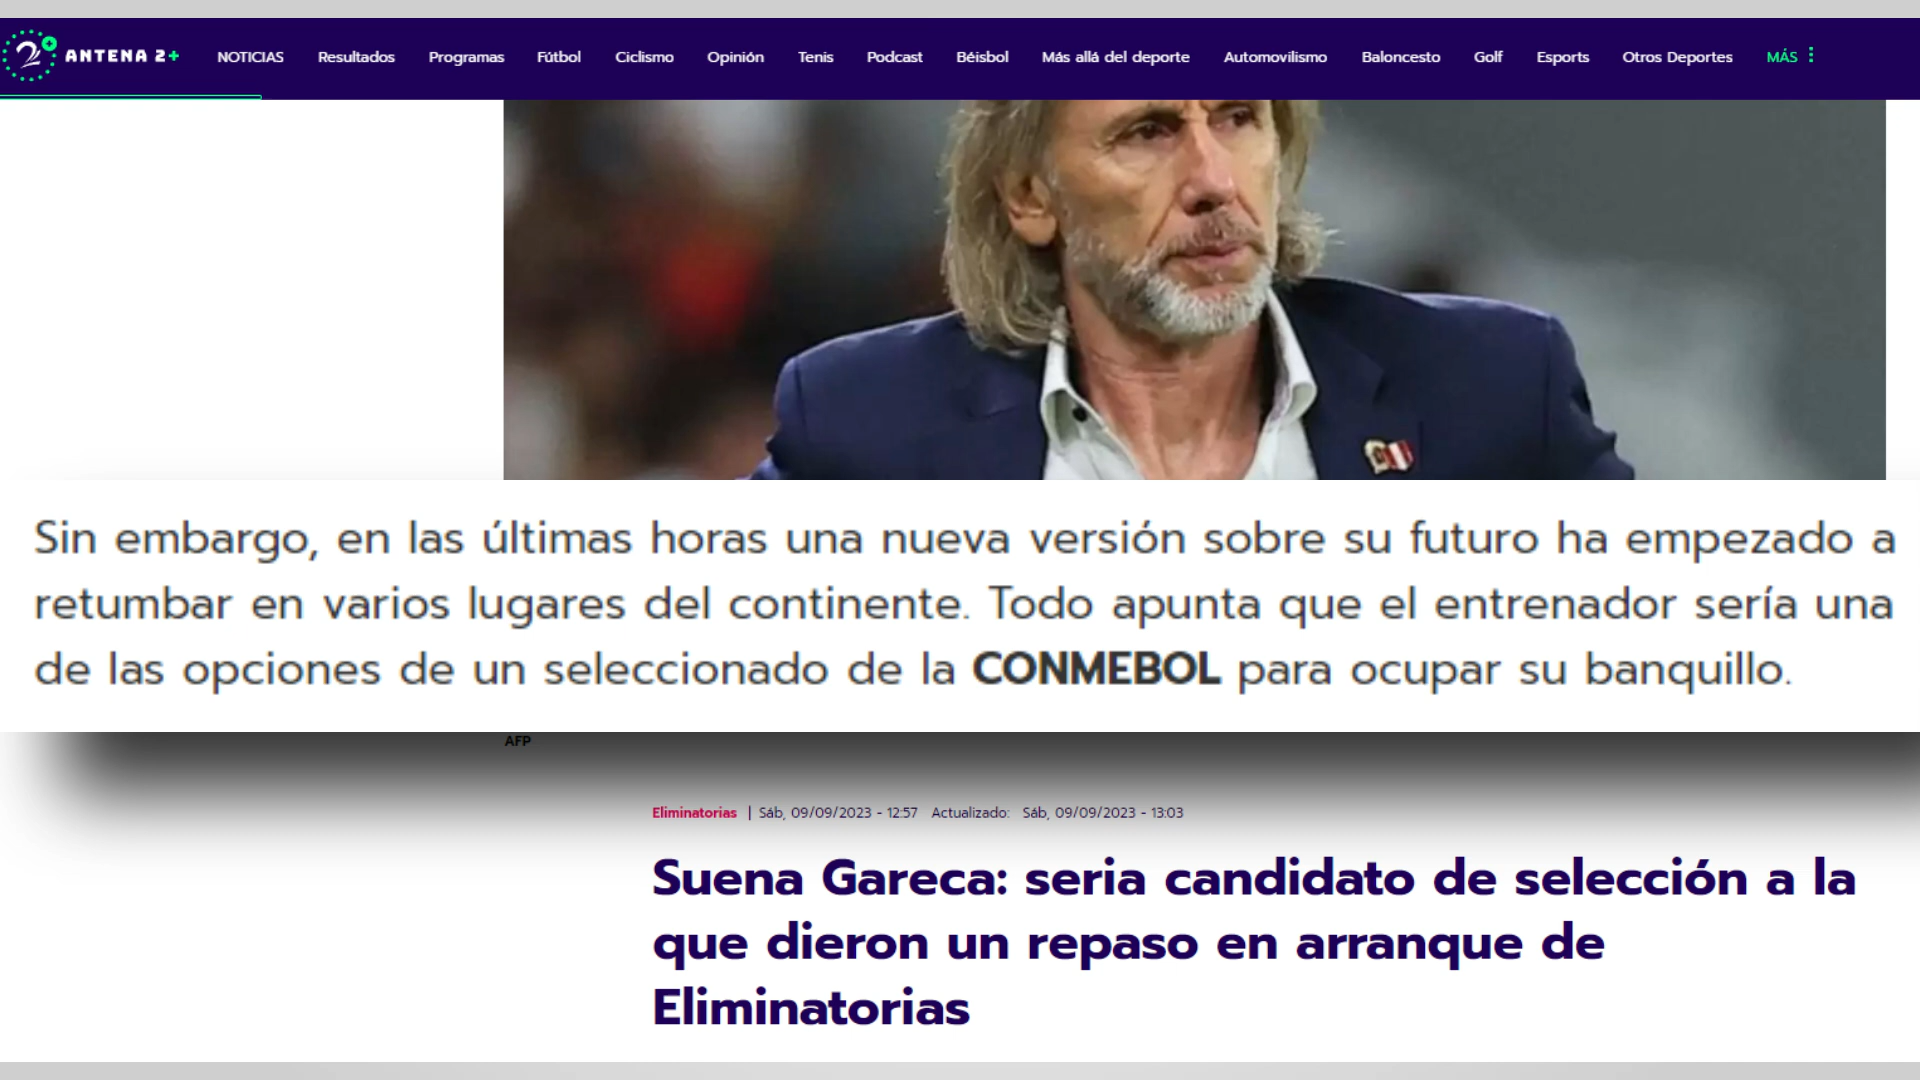 ANTENA 2+ NOTICIAS Resultados Programas Fútbol Ciclismo Opinión Tenis Podcast Béisbol Más allá del deporte Automovilismo Baloncesto Golf Esports Otros Deportes MÁS
Sin embargo, en las últimas horas una nueva versión sobre su futuro ha empezado a
retumbar en varios lugares del continente. Todo apunta que el entrenador sería una
de las opciones de un seleccionado de la CONMEBOL para ocupar su banquillo.
AFP
Eliminatorias | Sáb, 09/09/2023 - 12:57 Actualizado: Sáb, 09/09/2023 - 13:03
Suena Gareca: seria candidato de selección a la
que dieron un repaso en arranque de
Eliminatorias